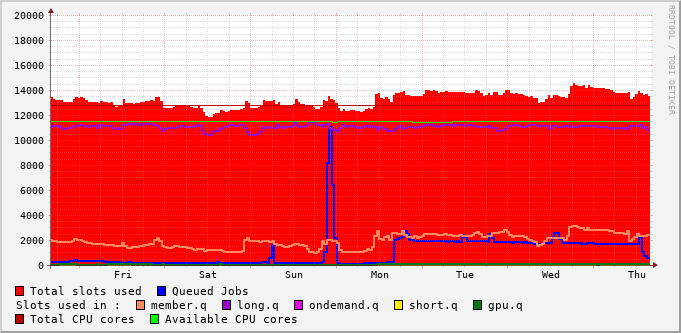 20000
18000
16000
14000
12000
10000
8000
6000
4000
2000
0
Fri Sat Sun Mon Tue Wed Thu
RRDTOOL / TOBI OETIKER
Total slots used Queued Jobs
Slots used in : member.q long.q ondemand.q short.q gpu.q
Total CPU cores Available CPU cores